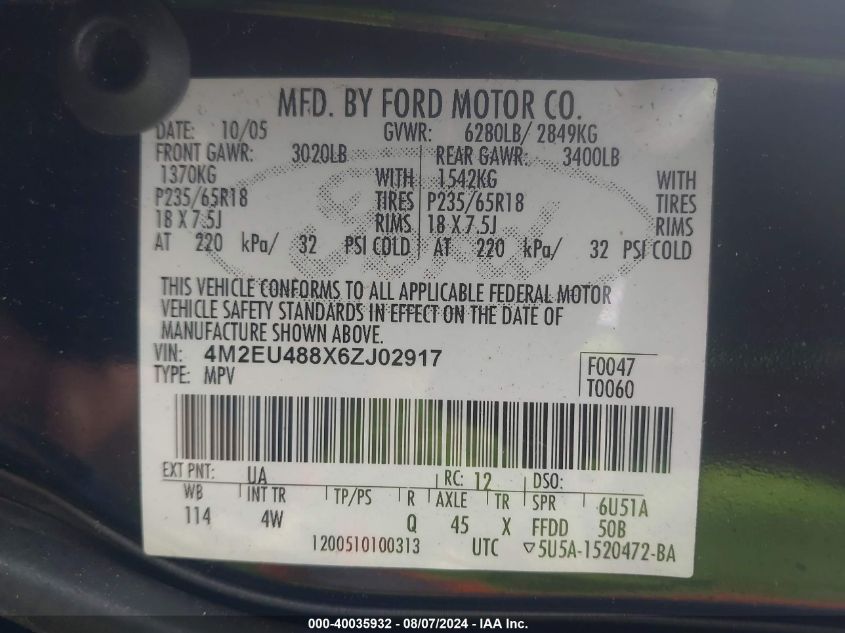 MFD. BY FORD MOTOR CO.
DATE: 10/05 GVWR: 6280LB/ 2849KG
FRONT GAWR: 3020LB REAR GAWR: 3400LB
1370KG WITH 1542KG WITH
P235/65R18 TIRES P235/65R18 TIRES
18 X 7.5J RIMS 18 X 7.5J RIMS
AT 220 kPa/ 32 PSI COLD AT 220 kPa/ 32 PSI COLD
Ford
THIS VEHICLE CONFORMS TO ALL APPLICABLE FEDERAL MOTOR
VEHICLE SAFETY STANDARDS IN EFFECT ON THE DATE OF
MANUFACTURE SHOWN ABOVE.
VIN: 4M2EU488X6ZJ02917 F0047
TYPE: MPV T0060
EXT PNT: UA RC: 12 DSO:
WB INT TR TP/PS R AXLE TR SPR 6U51A
114 4W Q 45 X FFDD 50B
1200510100313 UTC ▽5U5A-1520472-BA
000-40035932 - 08/07/2024 - IAA Inc.